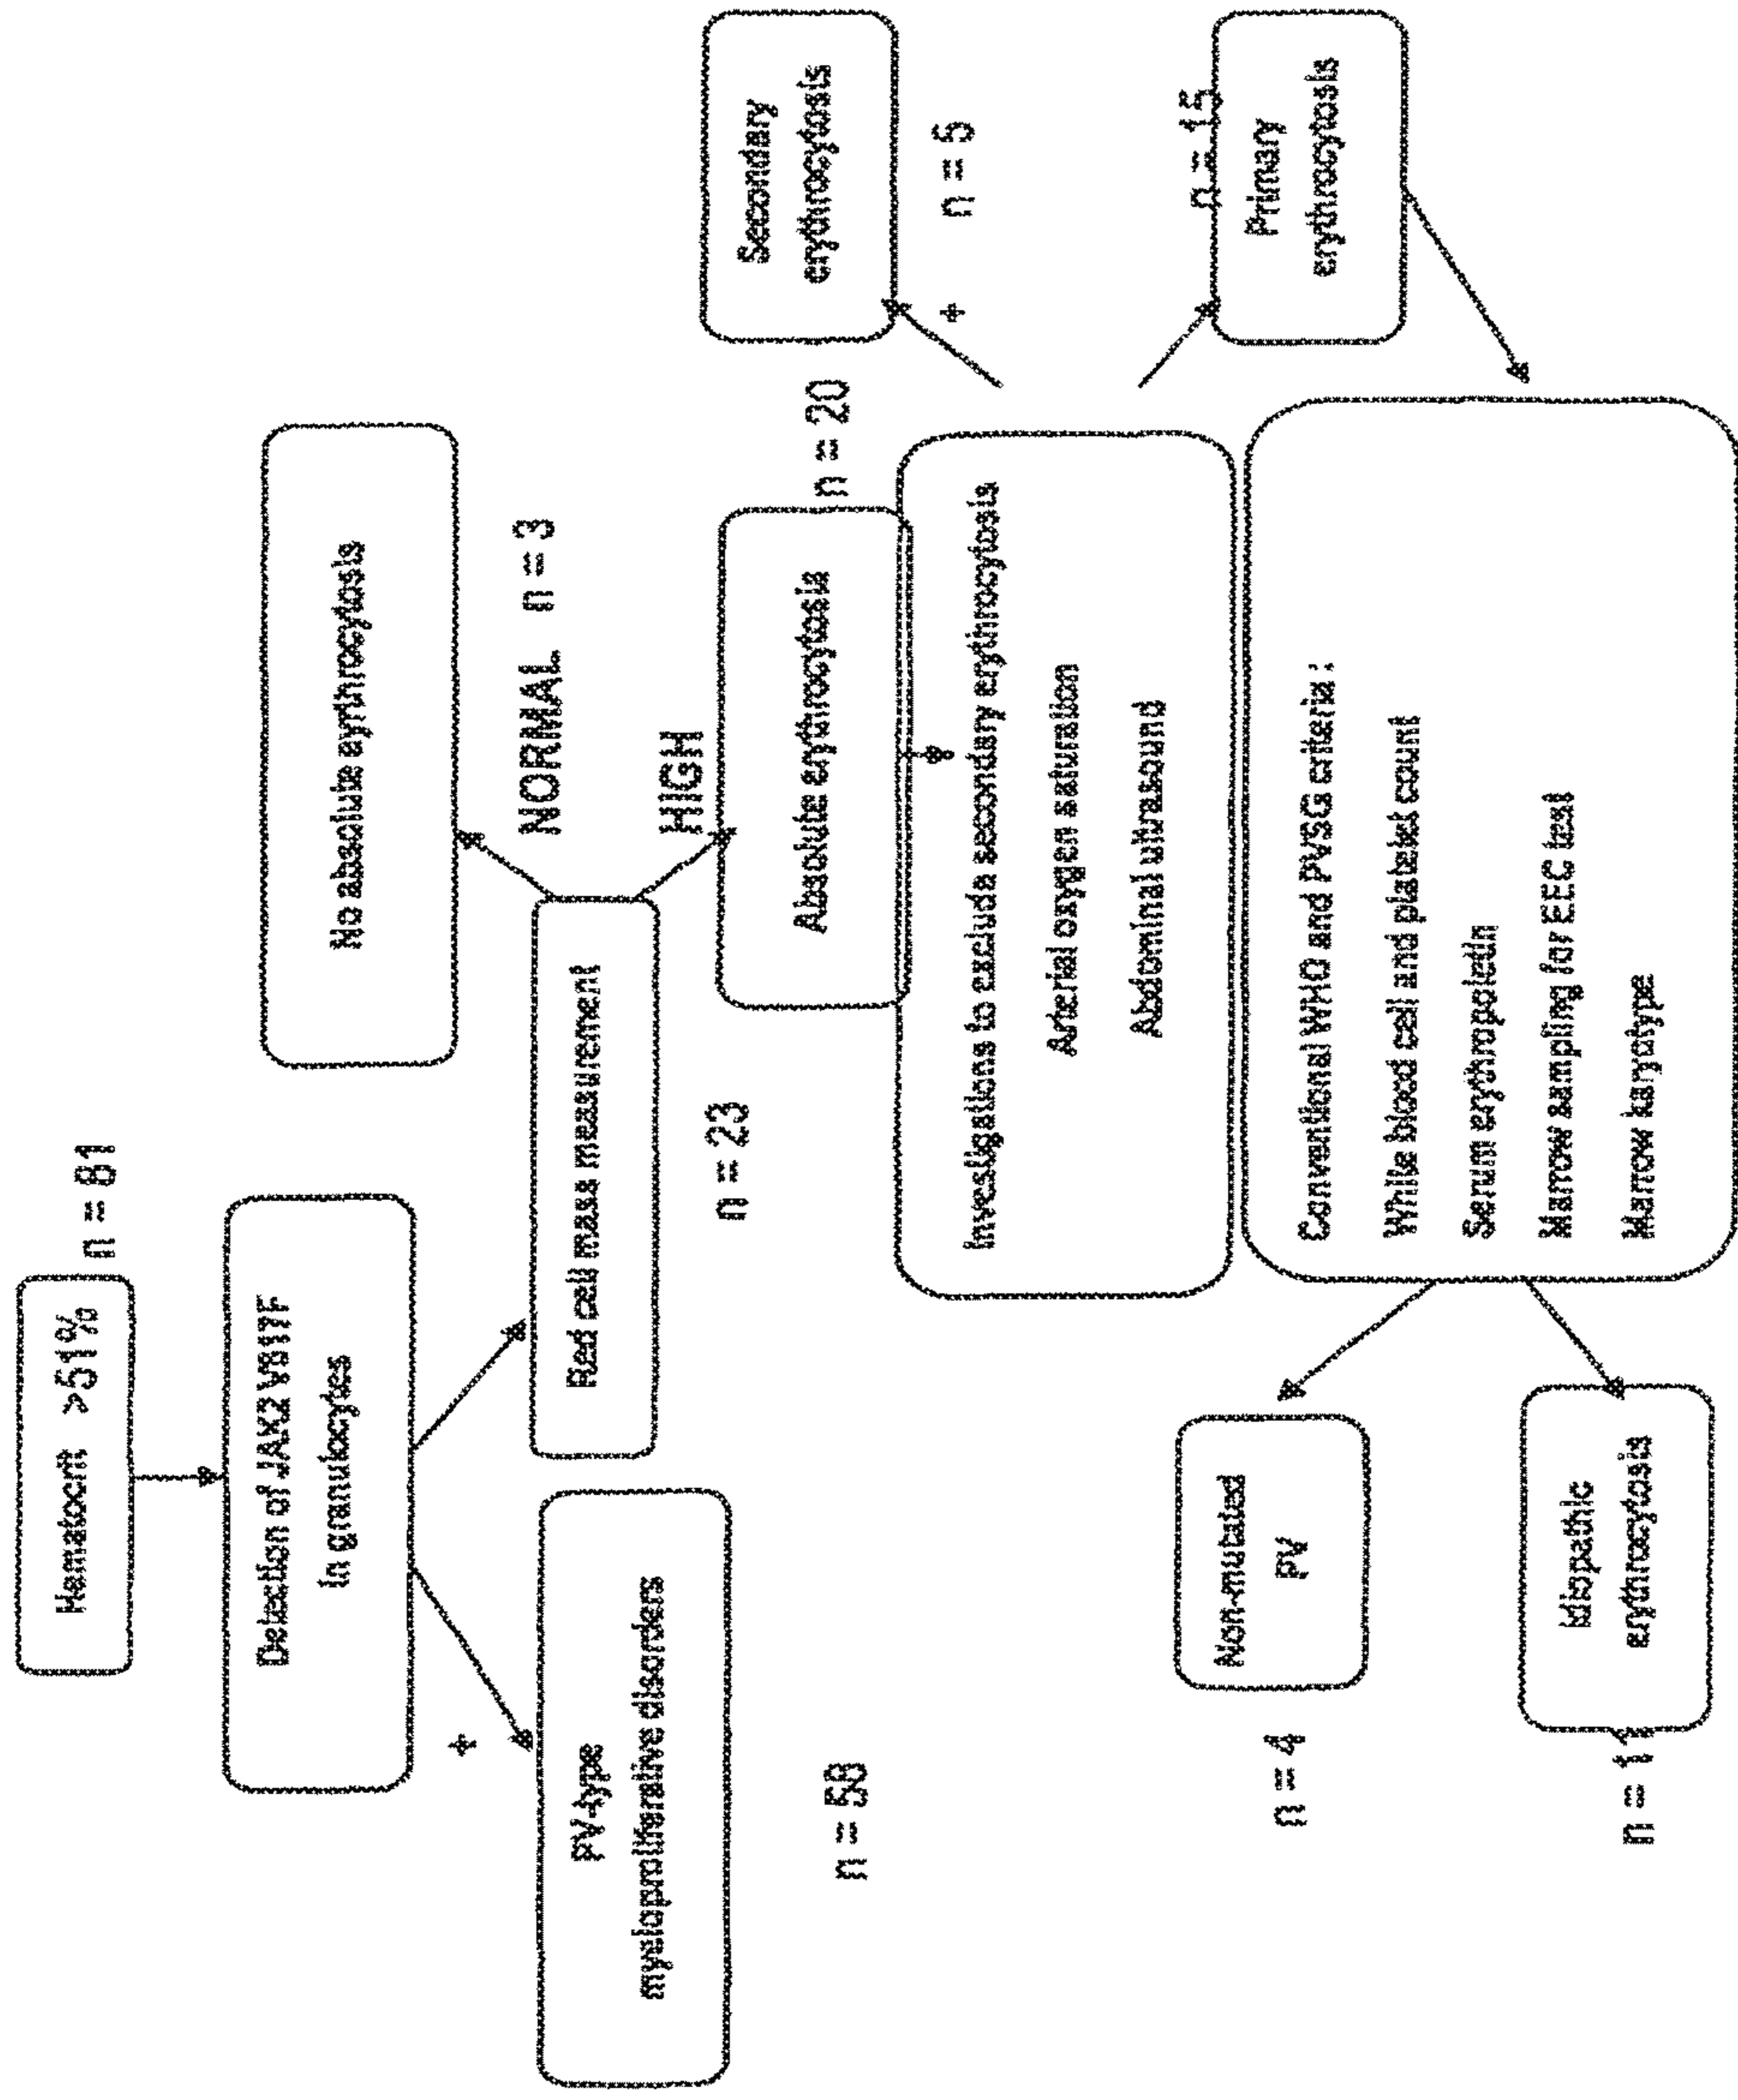 Hematocrit >51%
n = 81
Detection of JAK2 V617F
in granulocytes
+
PV-type
myeloproliferative disorders
n = 58
Red cell mass measurement
n = 23
No absolute eyrthrocytosis
NORMAL n = 3
HIGH
Absolute erythrocytosis
n = 20
Investigations to exclude secondary erythrocytosis
Arterial oxygen saturation
Abdominal ultrasound
Secondary
erythrocytosis
+
n = 5
n = 15
Primary
erythrocytosis
Conventional WHO and PVSG criteria :
While blood cell and platelet count
Serum erythropoietin
Marrow sampling for EEC test
Marrow karyotype
Non-mutated
PV
n = 4
Idiopathic
erythrocytosis
n = 11